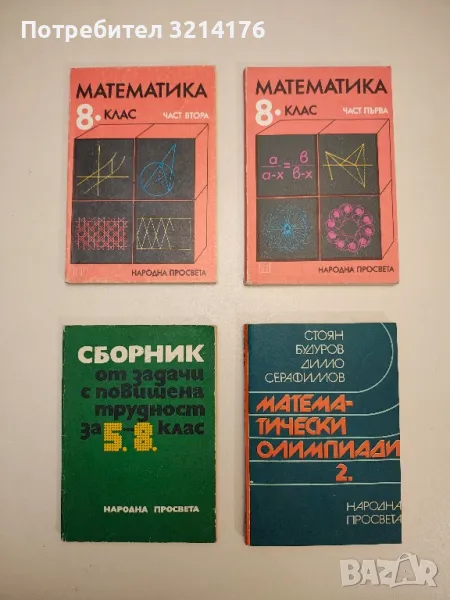 Потребител 3214176
МАТЕМАТИКА
8. КЛАС
ЧАСТ ВТОРА
НАРОДНА ПРОСВЕТА
МАТЕМАТИКА
8. КЛАС
ЧАСТ ПЪРВА
a/a-x = b/b-x
НАРОДНА ПРОСВЕТА
СБОРНИК
от задачи
с повишена
трудност
за 5.-8. клас
НАРОДНА ПРОСВЕТА
СТОЯН
БУДУРОВ
ДИМО
СЕРАФИМОВ
МАТЕМА-
ТИЧЕСКИ
ОЛИМПИАДИ
2.
НАРОДНА
ПРОСВЕТА
BAZAR